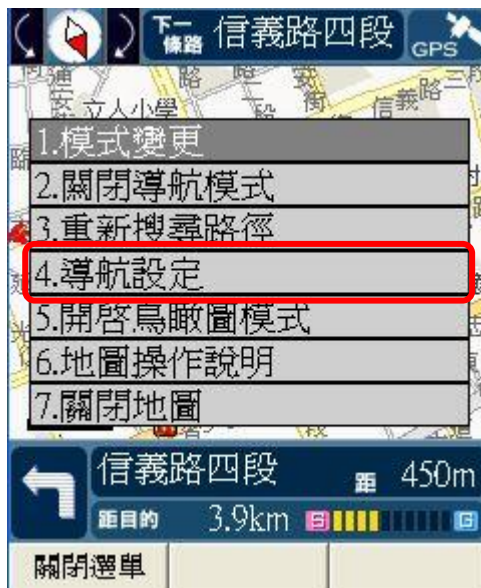 下一條路 信義路四段 GPS
立人小學
1.模式變更
2.關閉導航模式
3.重新搜尋路徑
4.導航設定
5.開啓鳥瞰圖模式
6.地圖操作說明
7.關閉地圖
信義路四段 距 450m
距目的 3.9km S G
關閉選單